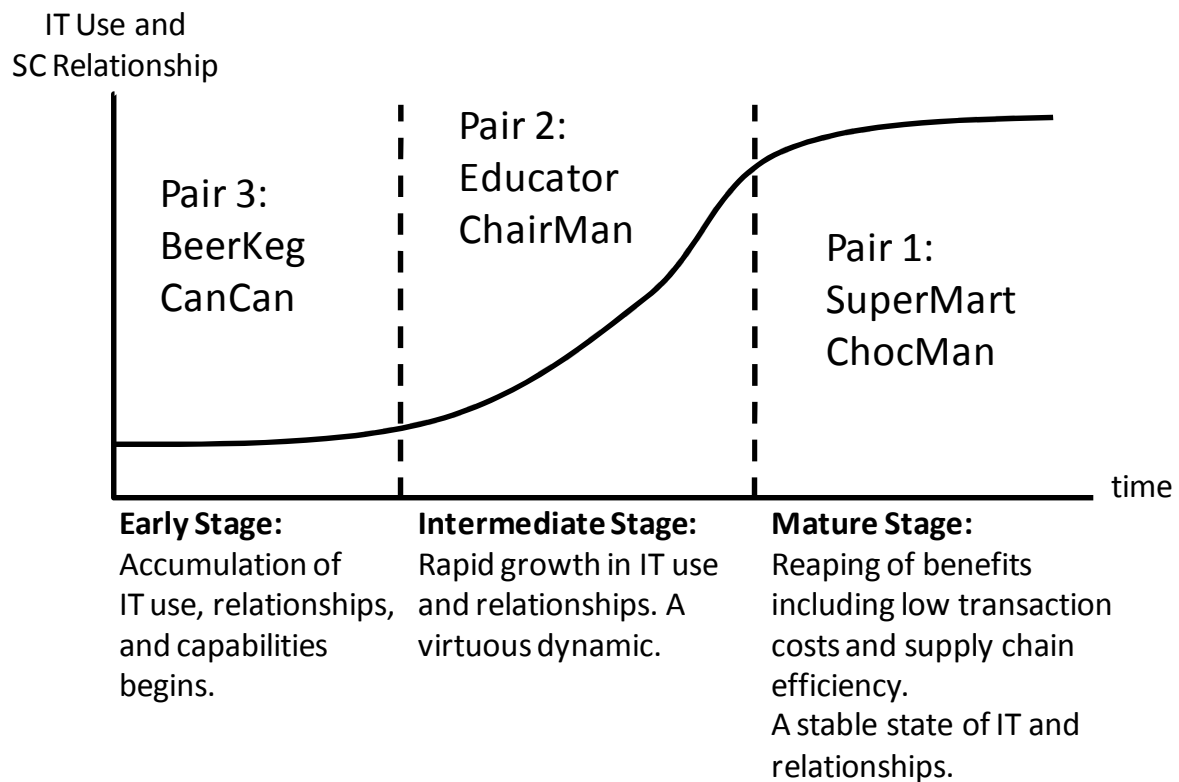 IT Use and
SC Relationship
Pair 3:
BeerKeg
CanCan
Pair 2:
Educator
ChairMan
Pair 1:
SuperMart
ChocMan
time
Early Stage:
Accumulation of
IT use, relationships,
and capabilities
begins.
Intermediate Stage:
Rapid growth in IT use
and relationships. A
virtuous dynamic.
Mature Stage:
Reaping of benefits
including low transaction
costs and supply chain
efficiency.
A stable state of IT and
relationships.